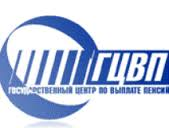 ГЦВП
ГОСУДАРСТВЕННЫЙ ЦЕНТР ПО ВЫПЛАТЕ ПЕНСИЙ